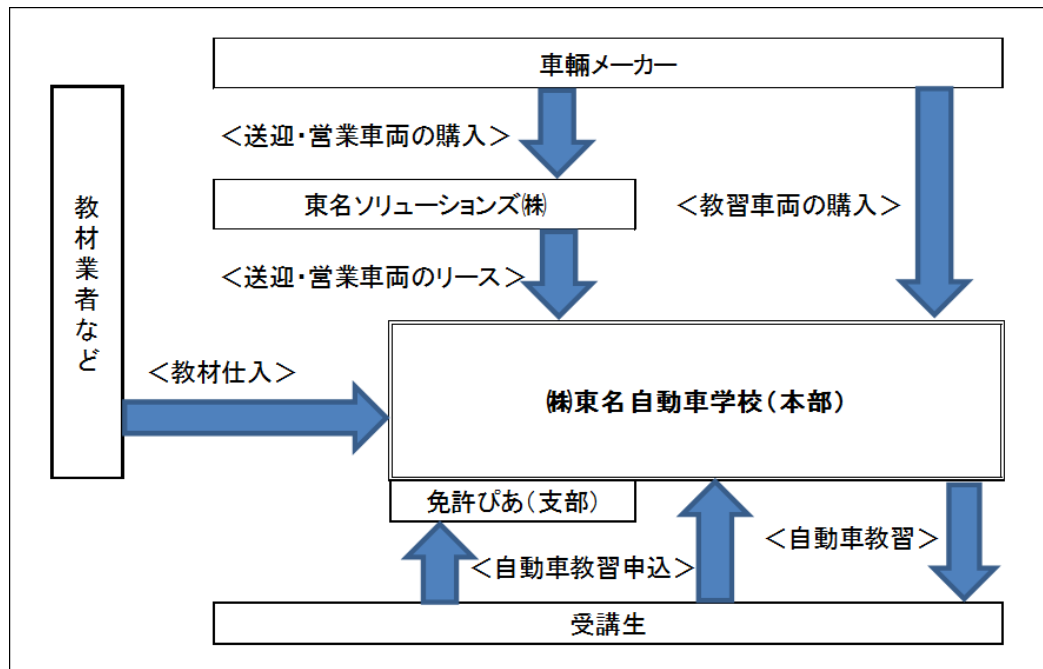 車輛メーカー
＜送迎・営業車両の購入＞
東名ソリューションズ㈱
＜教習車両の購入＞
＜送迎・営業車両のリース＞
教材業者など
＜教材仕入＞
㈱東名自動車学校（本部）
免許ぴあ（支部）
＜自動車教習申込＞
＜自動車教習＞
受講生